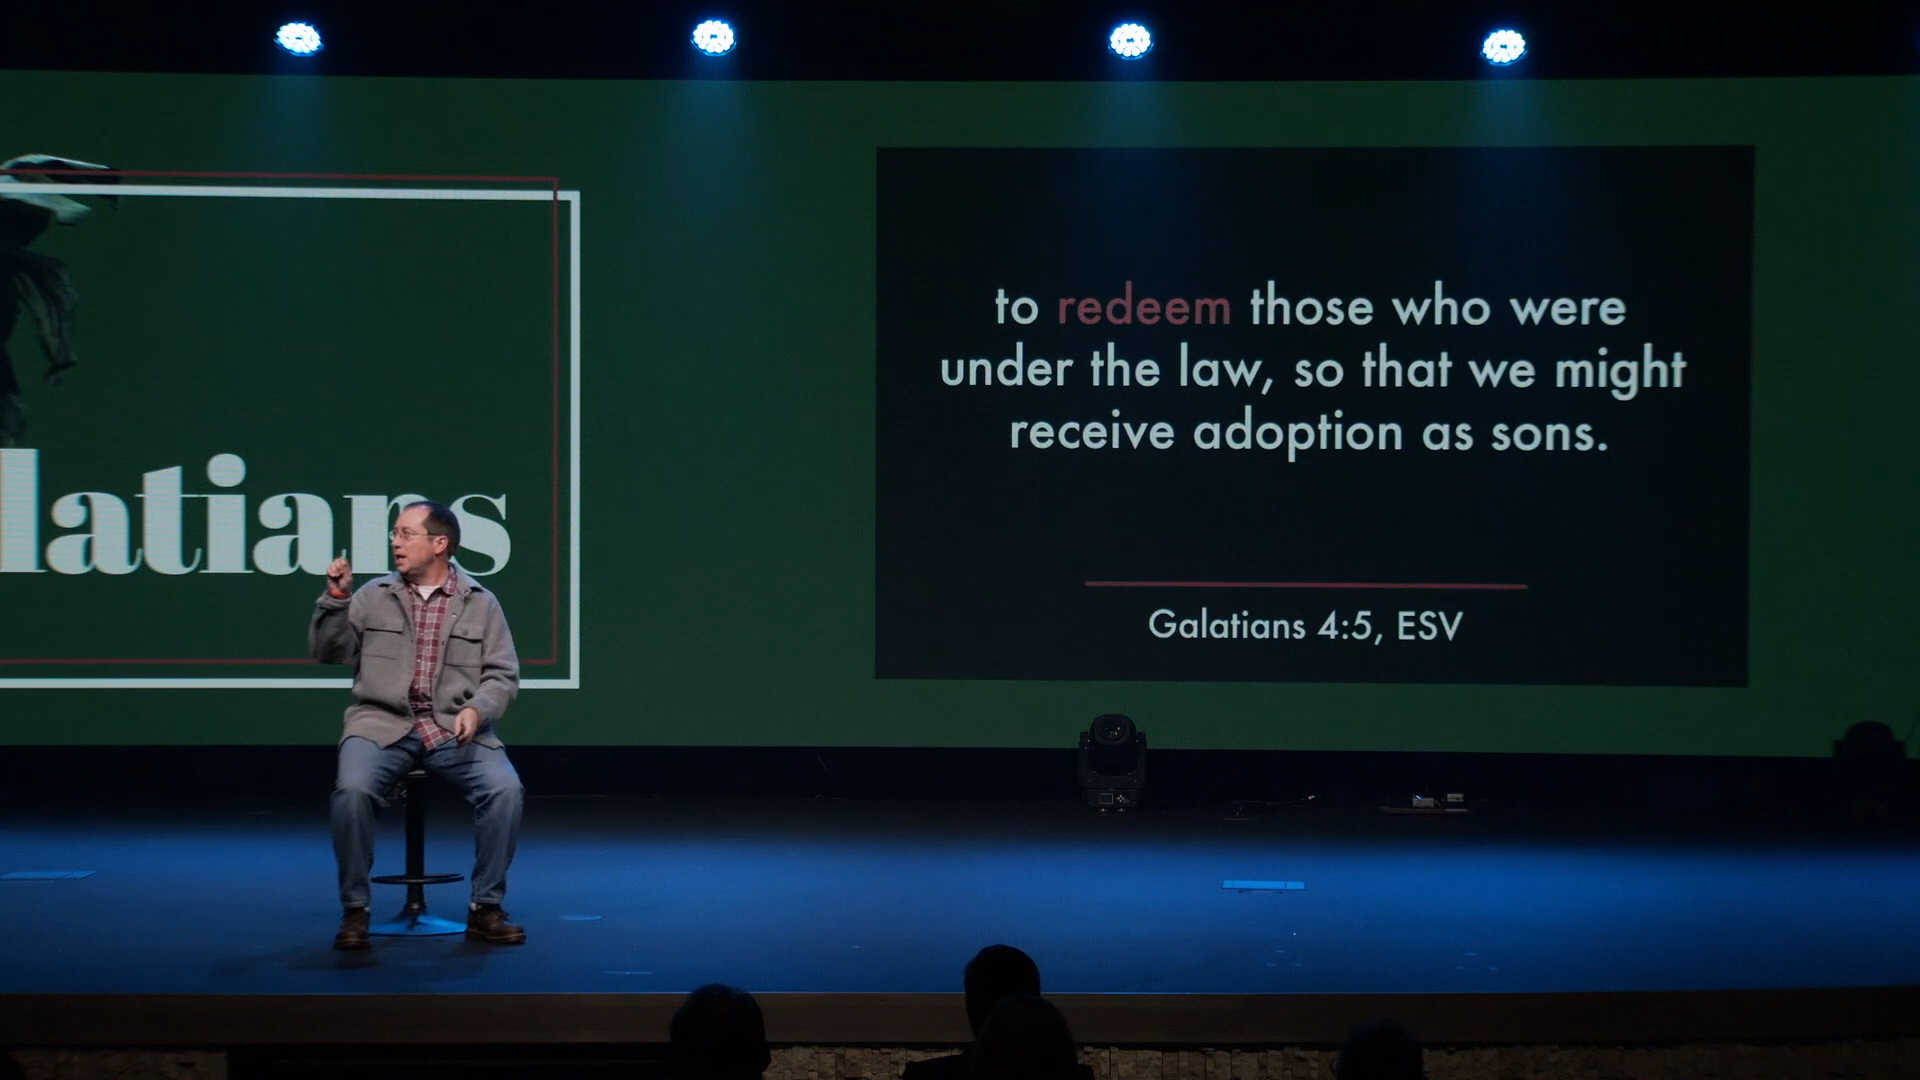 latians
to redeem those who were
under the law, so that we might
receive adoption as sons.
Galatians 4:5, ESV